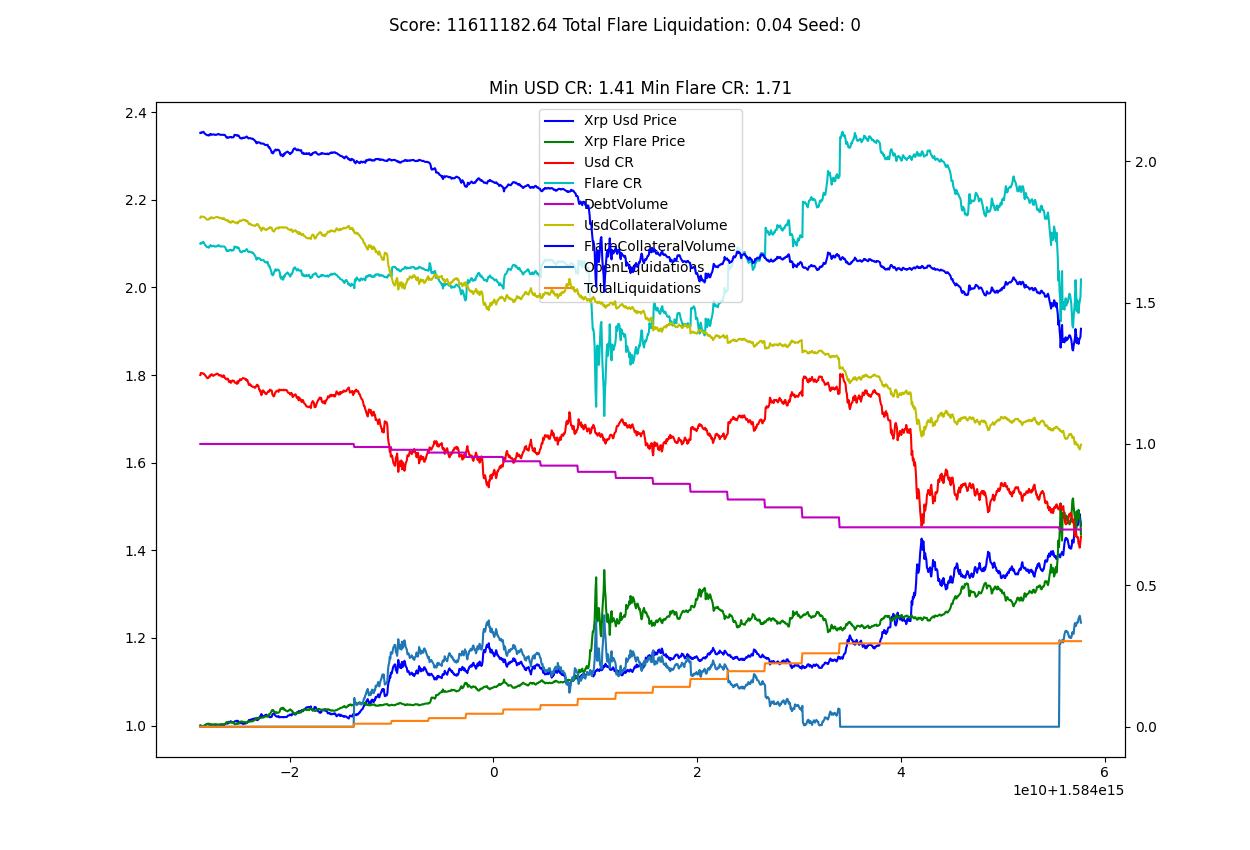 Score: 11611182.64 Total Flare Liquidation: 0.04 Seed: 0
Min USD CR: 1.41 Min Flare CR: 1.71
Xrp Usd Price
Xrp Flare Price
Usd CR
Flare CR
DebtVolume
UsdCollateralVolume
FlareCollateralVolume
OpenLiquidations
TotalLiquidations
2.4
2.2
2.0
1.8
1.6
1.4
1.2
1.0
2.0
1.5
1.0
0.5
0.0
−2 0 2 4 6
1e10+1.584e15